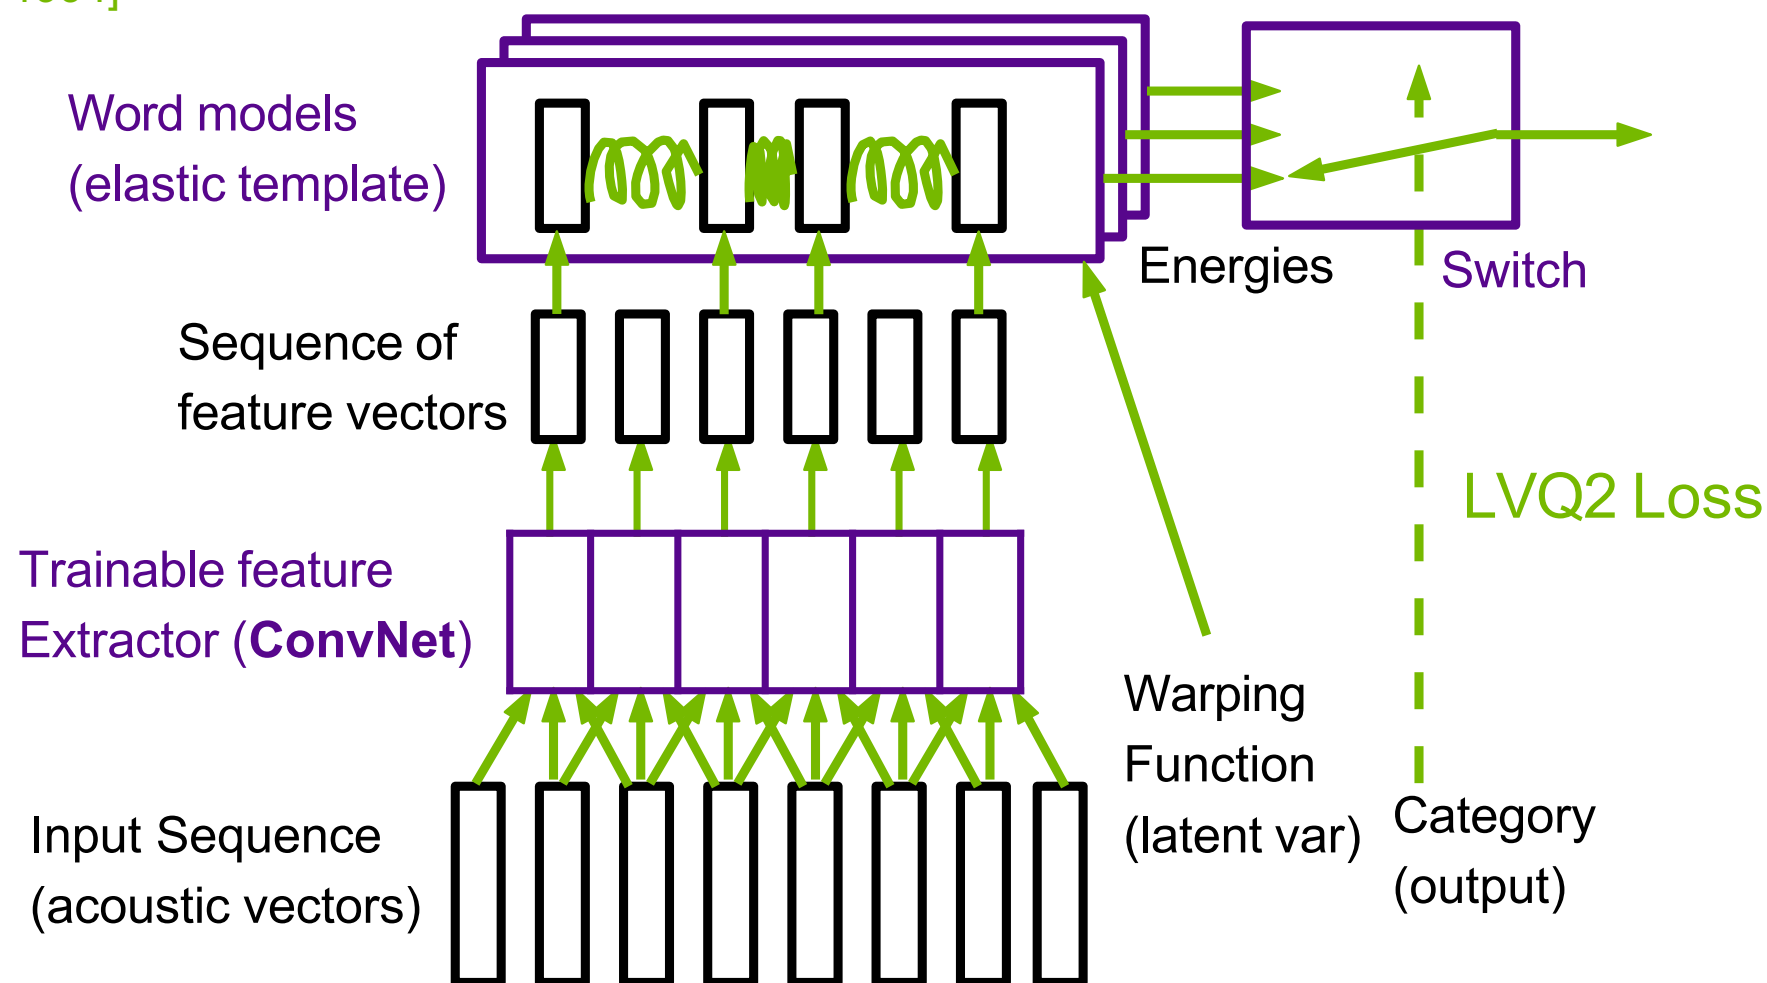 Word models
(elastic template)
Energies
Switch
Sequence of
feature vectors
LVQ2 Loss
Trainable feature
Extractor (ConvNet)
Warping
Function
(latent var)
Category
(output)
Input Sequence
(acoustic vectors)